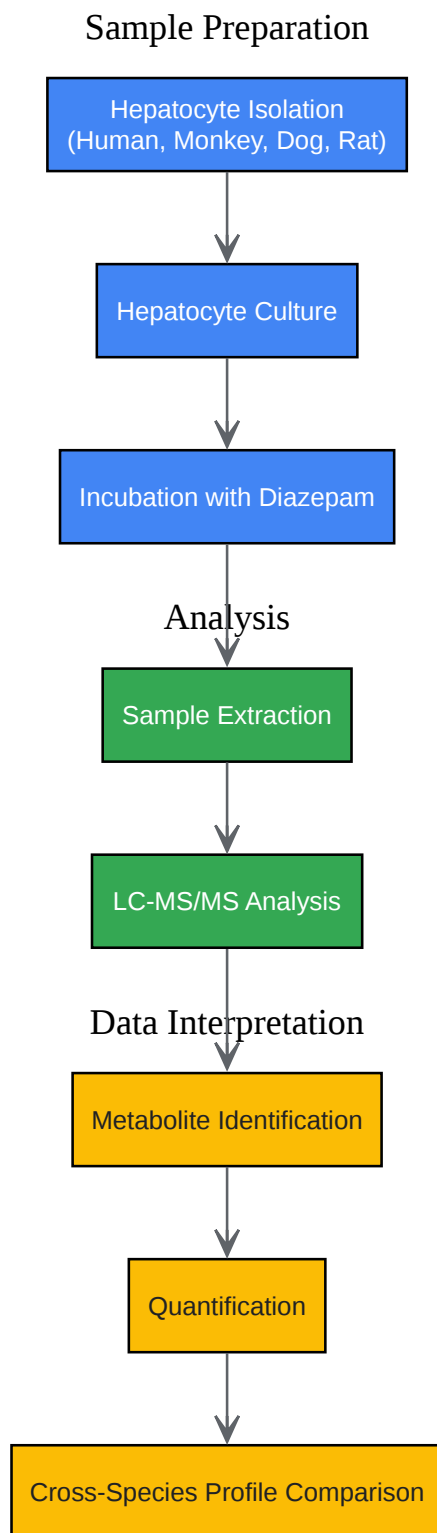 Sample Preparation
Hepatocyte Isolation
(Human, Monkey, Dog, Rat)
Hepatocyte Culture
Incubation with Diazepam
Analysis
Sample Extraction
LC-MS/MS Analysis
Data Interpretation
Metabolite Identification
Quantification
Cross-Species Profile Comparison